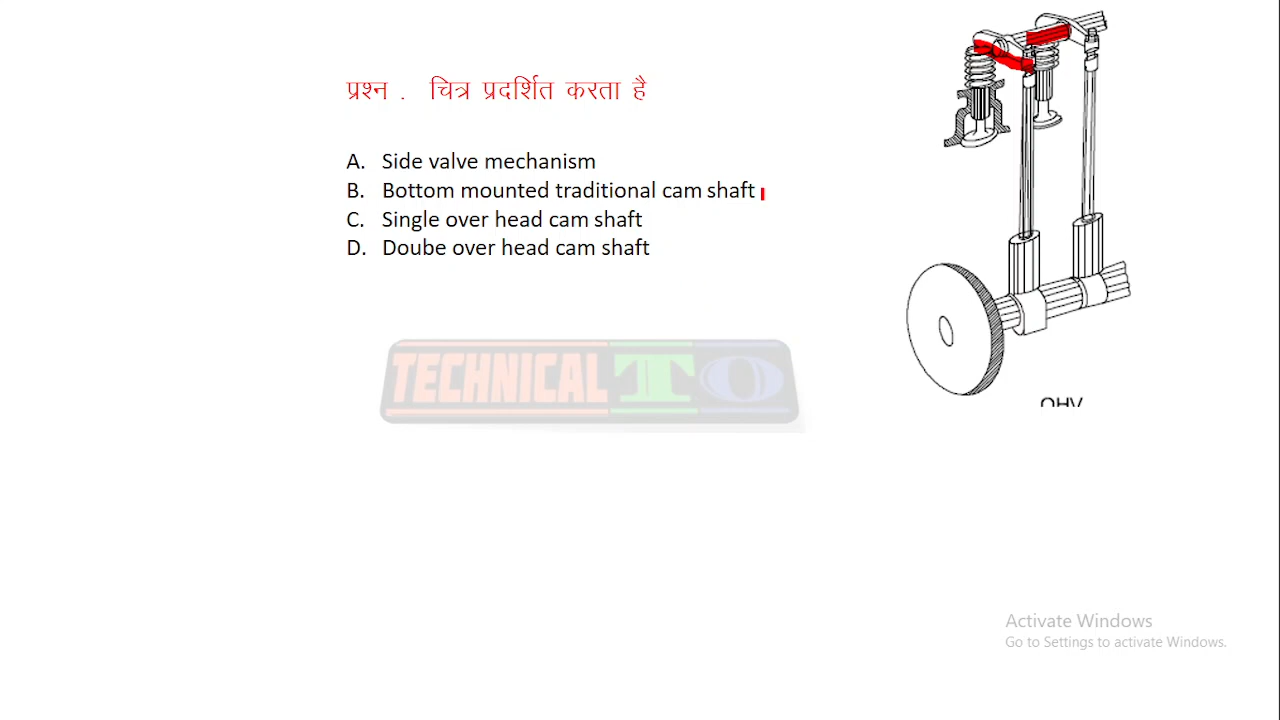 प्रश्न . चित्र प्रदर्शित करता है
A. Side valve mechanism
B. Bottom mounted traditional cam shaft
C. Single over head cam shaft
D. Doube over head cam shaft
TECHNICAL TO
OHV
Activate Windows
Go to Settings to activate Windows.